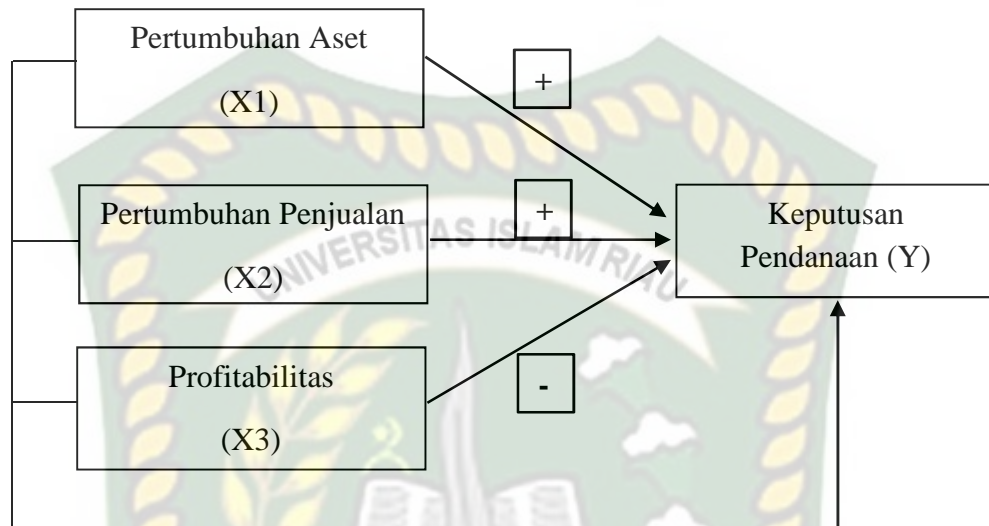 Pertumbuhan Aset
(X1)
+
Pertumbuhan Penjualan
(X2)
+
Keputusan
Pendanaan (Y)
UNIVERSITAS ISLAM RIAU
Profitabilitas
(X3)
-